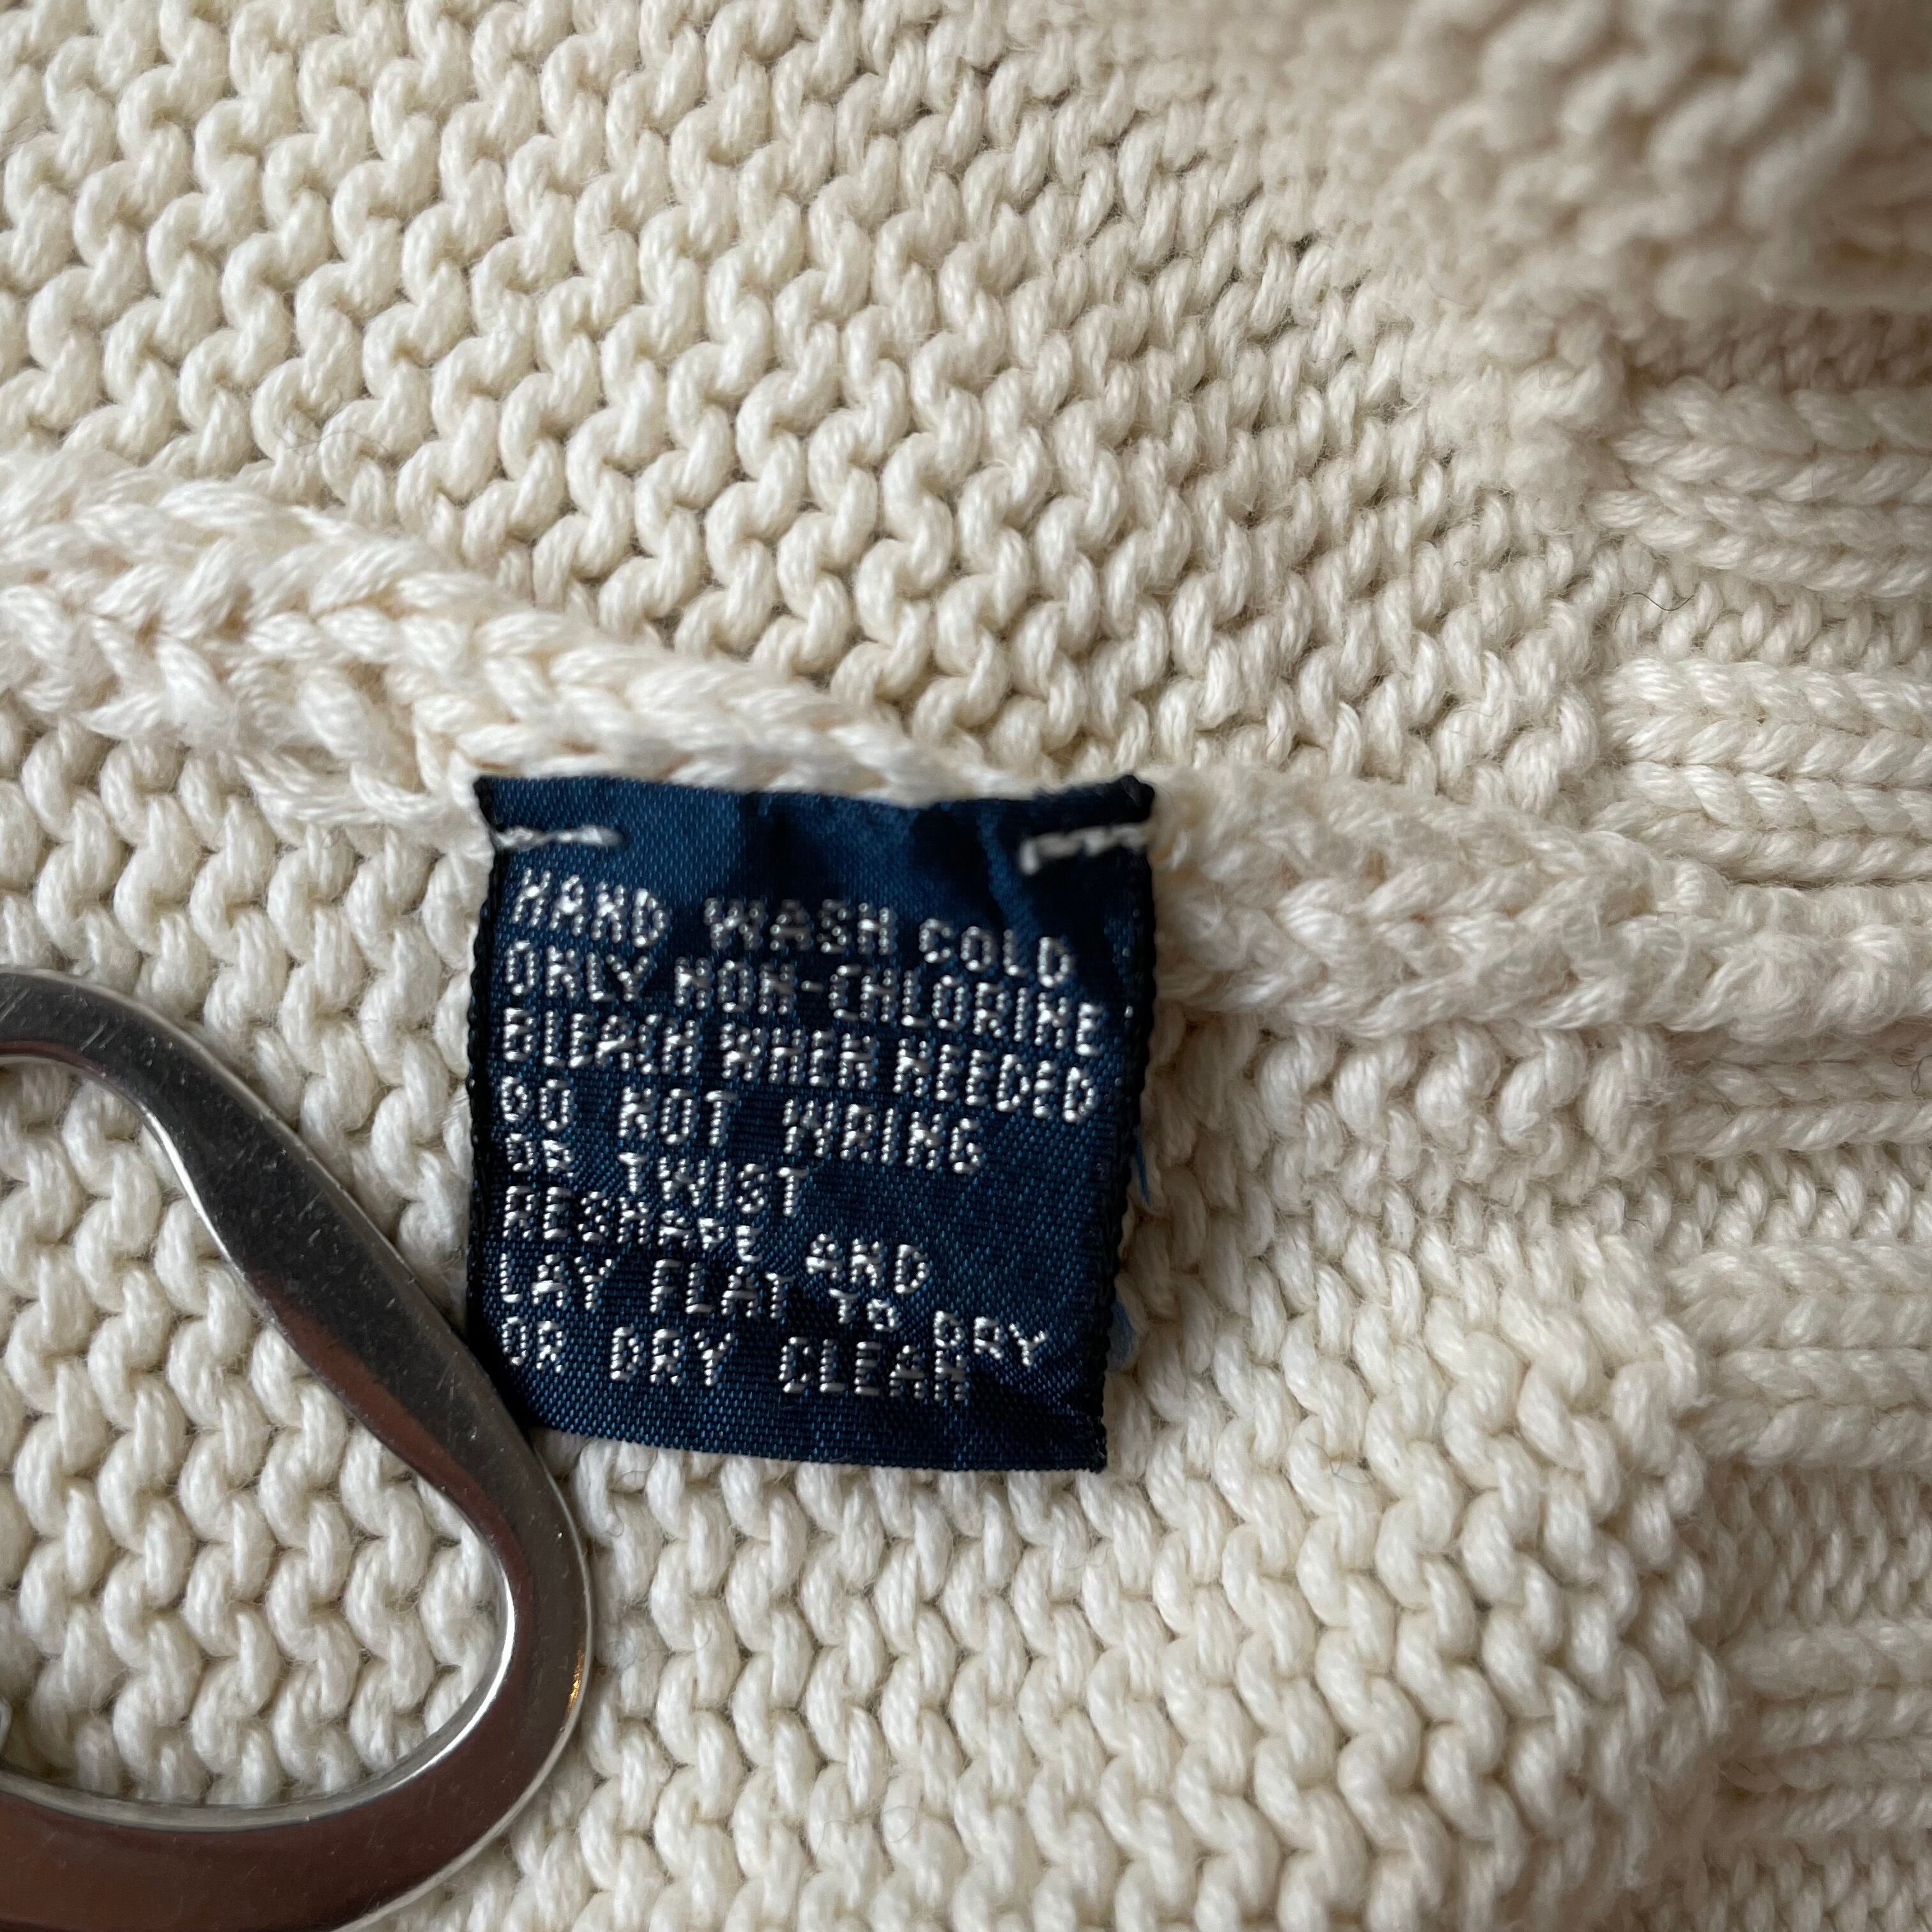 HAND WASH COLD
ONLY NON-CHLORINE
BLEACH WHEN NEEDED
DO NOT WRING
OR TWIST
RESHAPE AND
LAY FLAT TO DRY
OR DRY CLEAN